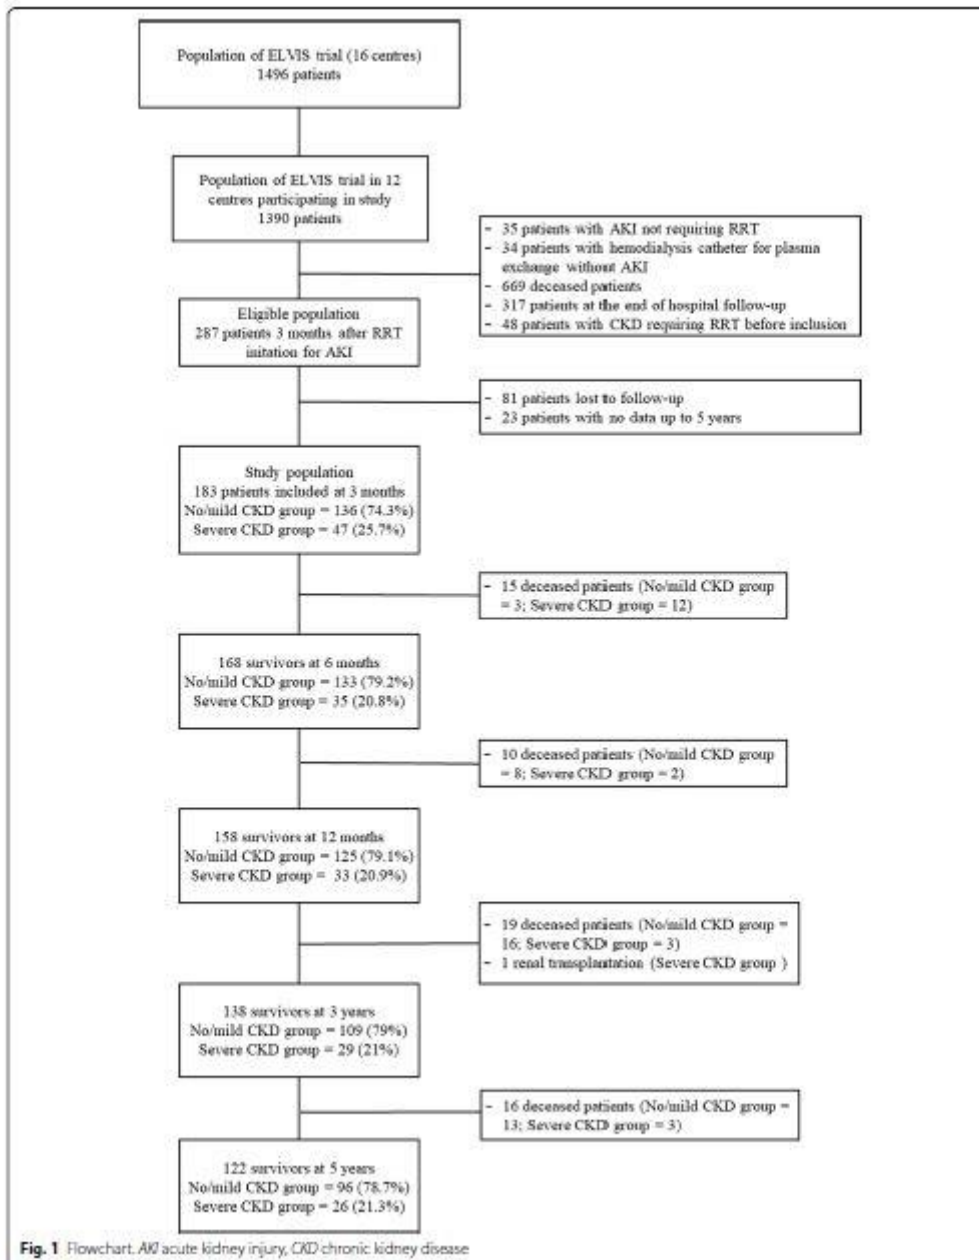 Population of ELVIS trial (16 centres)
1496 patients
Population of ELVIS trial in 12
centres participating in study
1390 patients
- 35 patients with AKI not requiring RRT
- 34 patients with hemodialysis catheter for plasma
exchange without AKI
- 669 deceased patients
- 317 patients at the end of hospital follow-up
- 48 patients with CKD requiring RRT before inclusion
Eligible population
287 patients 3 months after RRT
initation for AKI
- 81 patients lost to follow-up
- 23 patients with no data up to 5 years
Study population
183 patients included at 3 months
No/mild CKD group = 136 (74.3%)
Severe CKD group = 47 (25.7%)
- 15 deceased patients (No/mild CKD group
= 3; Severe CKD group = 12)
168 survivors at 6 months
No/mild CKD group = 133 (79.2%)
Severe CKD group = 35 (20.8%)
- 10 deceased patients (No/mild CKD group
= 8; Severe CKD group = 2)
158 survivors at 12 months
No/mild CKD group = 125 (79.1%)
Severe CKD group = 33 (20.9%)
- 19 deceased patients (No/mild CKD group =
16; Severe CKD group = 3)
- 1 renal transplantation (Severe CKD group )
138 survivors at 3 years
No/mild CKD group = 109 (79%)
Severe CKD group = 29 (21%)
- 16 deceased patients (No/mild CKD group =
13; Severe CKD group = 3)
122 survivors at 5 years
No/mild CKD group = 96 (78.7%)
Severe CKD group = 26 (21.3%)
Fig. 1 Flowchart. AKI acute kidney injury, CKD chronic kidney disease